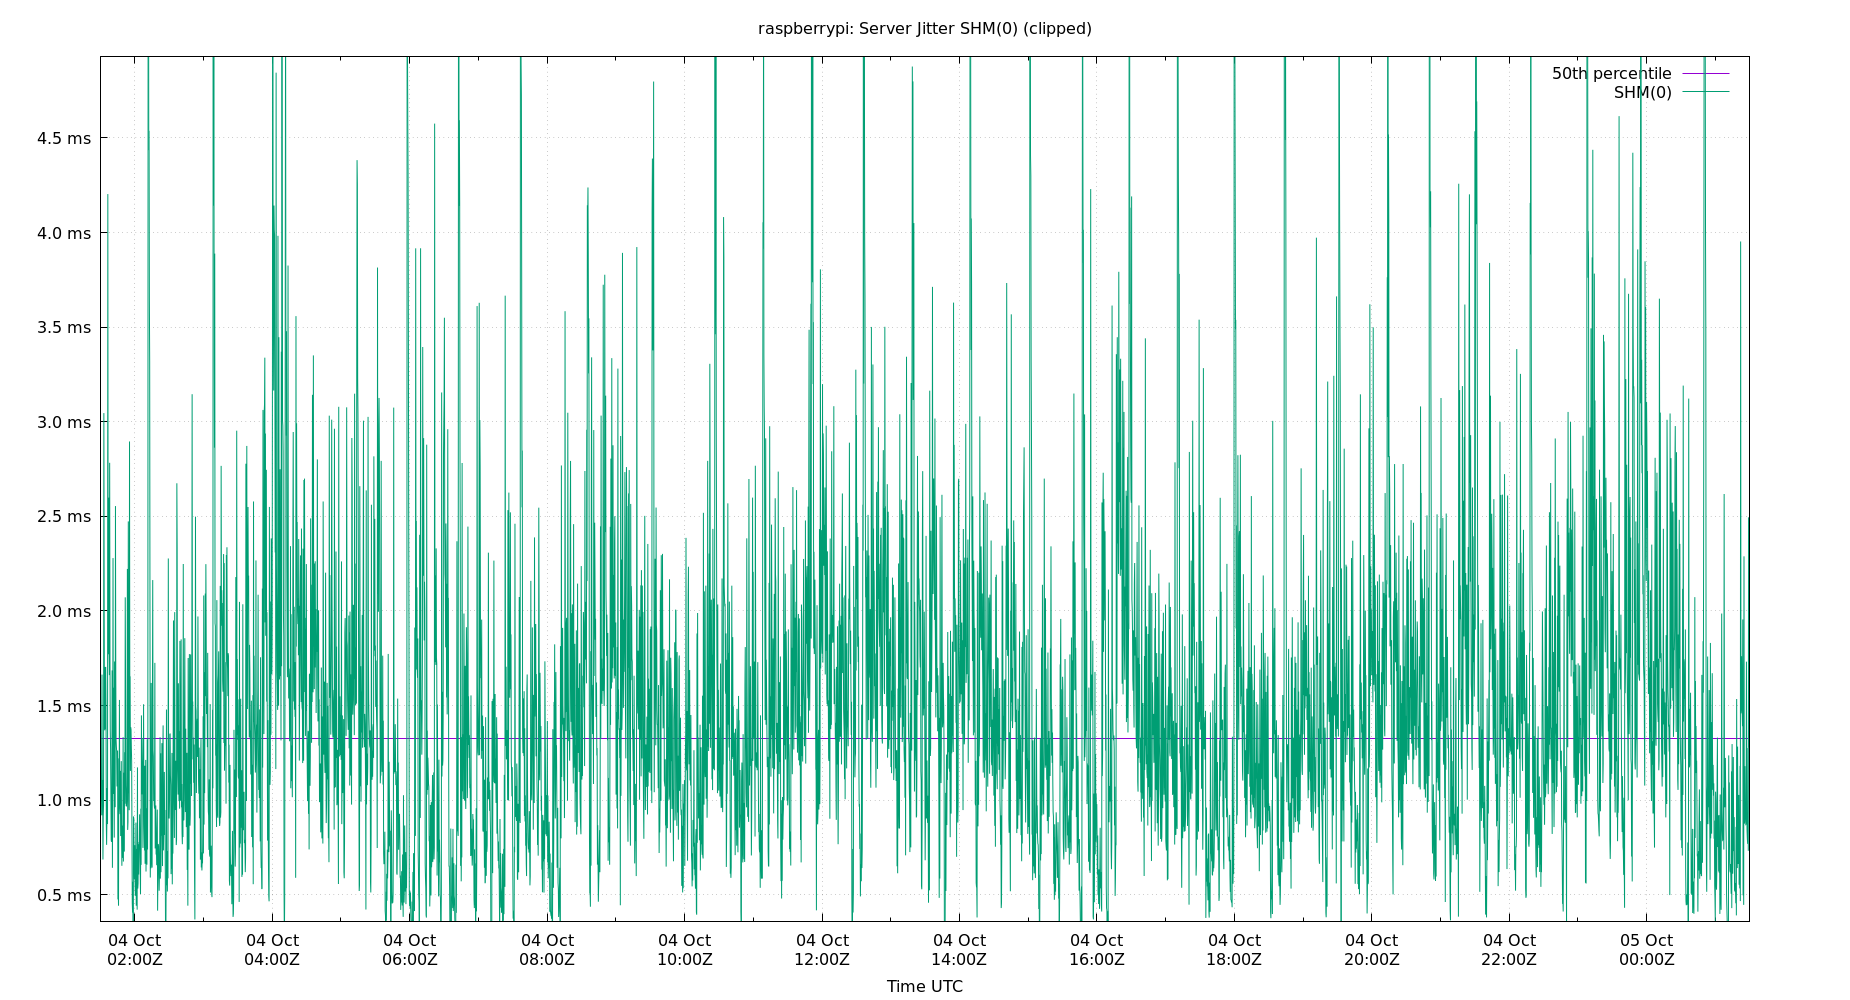 raspberrypi: Server Jitter SHM(0) (clipped)
50th percentile
SHM(0)
4.5 ms
4.0 ms
3.5 ms
3.0 ms
2.5 ms
2.0 ms
1.5 ms
1.0 ms
0.5 ms
04 Oct 04 Oct 04 Oct 04 Oct 04 Oct 04 Oct 04 Oct 04 Oct 04 Oct 04 Oct 04 Oct 05 Oct
02:00Z 04:00Z 06:00Z 08:00Z 10:00Z 12:00Z 14:00Z 16:00Z 18:00Z 20:00Z 22:00Z 00:00Z
Time UTC